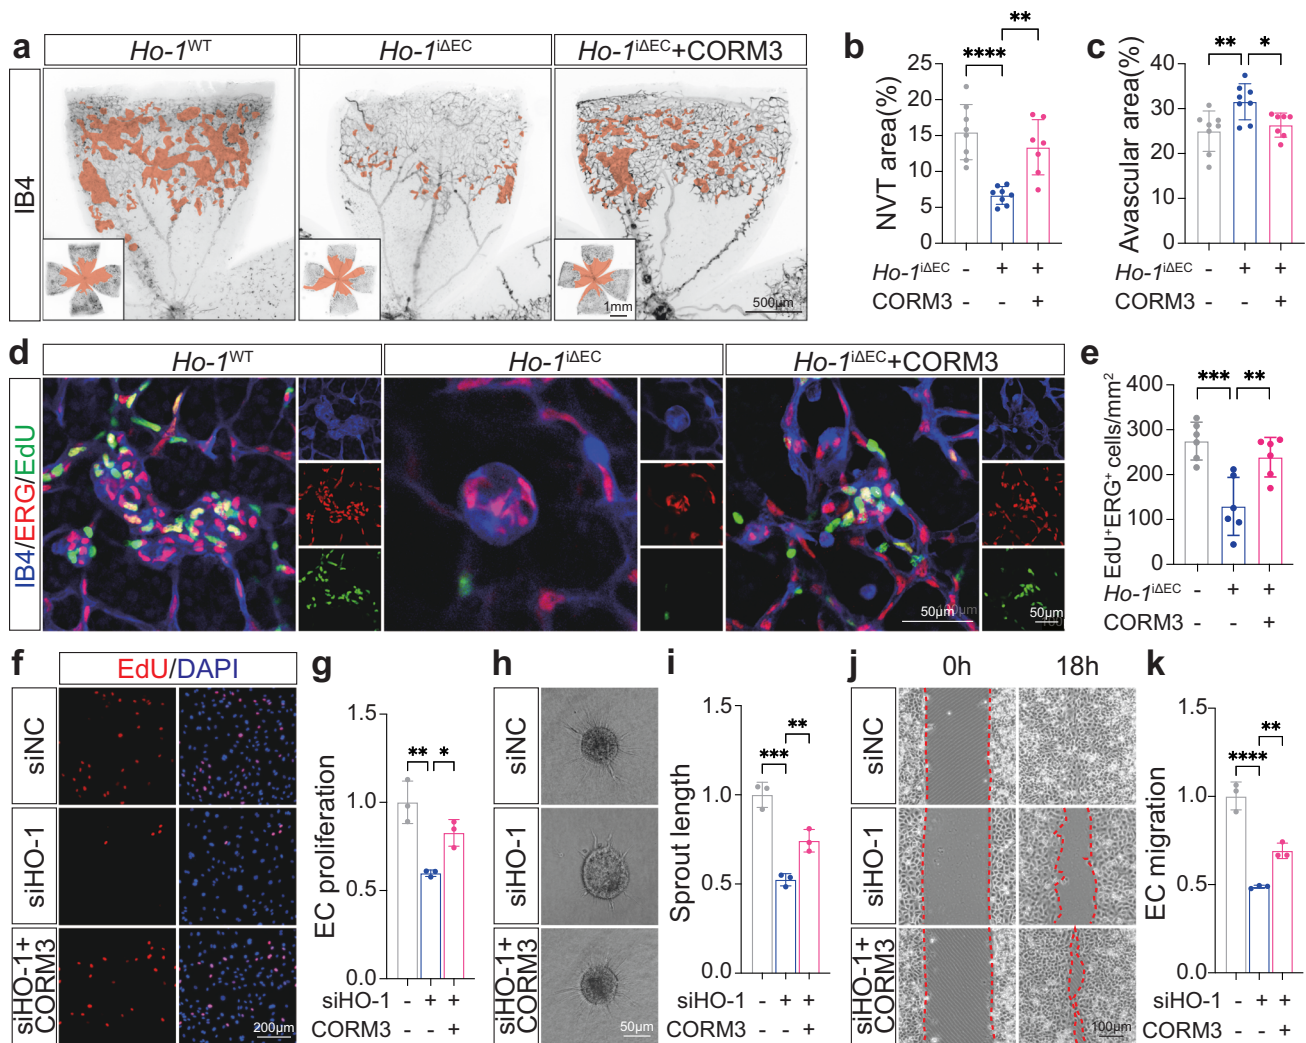 a
Ho-1WT
Ho-1iΔEC
Ho-1iΔEC+CORM3
IB4
1mm
500µm
b
**
****
NVT area(%)
25
20
15
10
5
0
Ho-1iΔEC - + +
CORM3 - - +
c
** *
Avascular area(%)
40
30
20
10
0
Ho-1iΔEC - + +
CORM3 - - +
d
Ho-1WT
Ho-1iΔEC
Ho-1iΔEC+CORM3
IB4/ERG/EdU
50µm
50µm
e
*** **
EdU+ERG+ cells/mm2
400
300
200
100
0
Ho-1iΔEC - + +
CORM3 - - +
f
EdU/DAPI
siNC
siHO-1
siHO-1+
CORM3
200µm
g
** *
EC proliferation
1.5
1.0
0.5
0.0
siHO-1 - + +
CORM3 - - +
h
siNC
siHO-1
siHO-1+
CORM3
50µm
i
**
***
Sprout length
1.5
1.0
0.5
0.0
siHO-1 - + +
CORM3 - - +
j
0h
18h
siNC
siHO-1
siHO-1+
CORM3
100µm
k
**
****
EC migration
1.5
1.0
0.5
0.0
siHO-1 - + +
CORM3 - - +